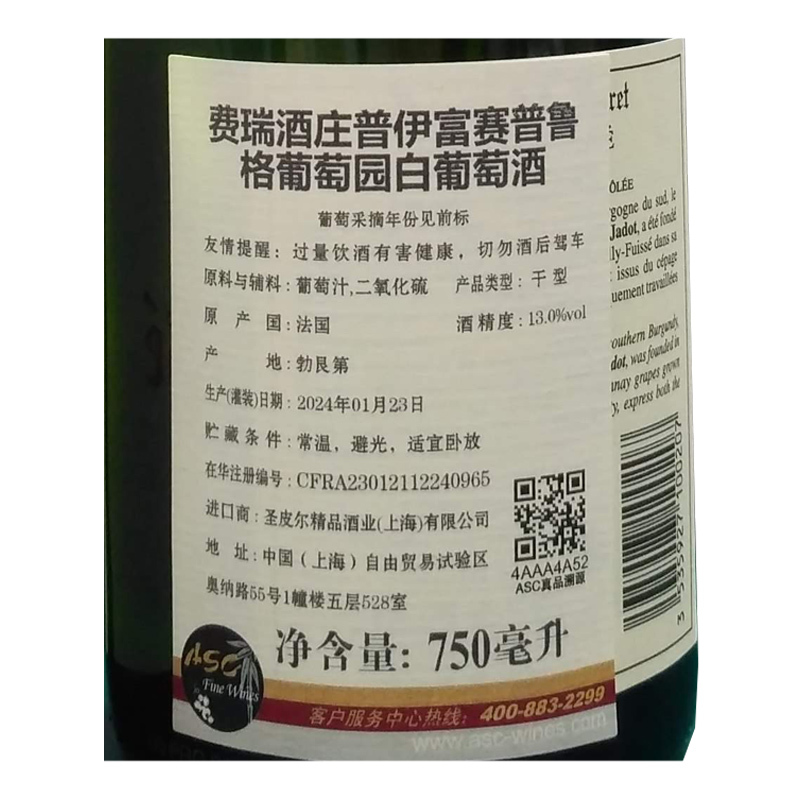 费瑞酒庄普伊富赛普鲁
格葡萄园白葡萄酒
葡萄采摘年份见前标
友情提醒：过量饮酒有害健康，切勿酒后驾车
原料与辅料：葡萄汁,二氧化硫 产品类型：干型
原产国：法国 酒精度：13.0%vol
产地：勃艮第
生产(灌装)日期：2024年01月23日
贮藏条件：常温，避光，适宜卧放
在华注册编号：CFRA23012112240965
进口商：圣皮尔精品酒业(上海)有限公司
地址：中国（上海）自由贸易试验区
奥纳路55号1幢楼五层528室
4AAA4A52
ASC真品溯源
净含量：750毫升
ASC
Fine Wines
客户服务中心热线：400-883-2299
www.asc-wines.com
ret
ÔLÉE
rgogne du sud, le
Jadot, a été fondé
lly-Fuissé dans sa
issus du cépage
uement travaillées
outhern Burgundy,
dot, was founded in
nay grapes grown
y, express both the
3 535927 100207